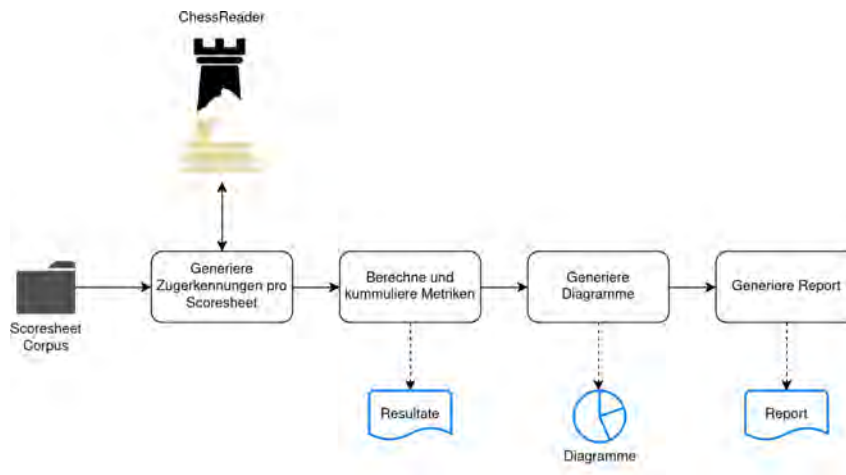 ChessReader
Generiere
Zugerkennungen pro
Scoresheet
Berechne und
kummuliere Metriken
Generiere
Diagramme
Generiere Report
Scoresheet
Corpus
Resultate
Diagramme
Report